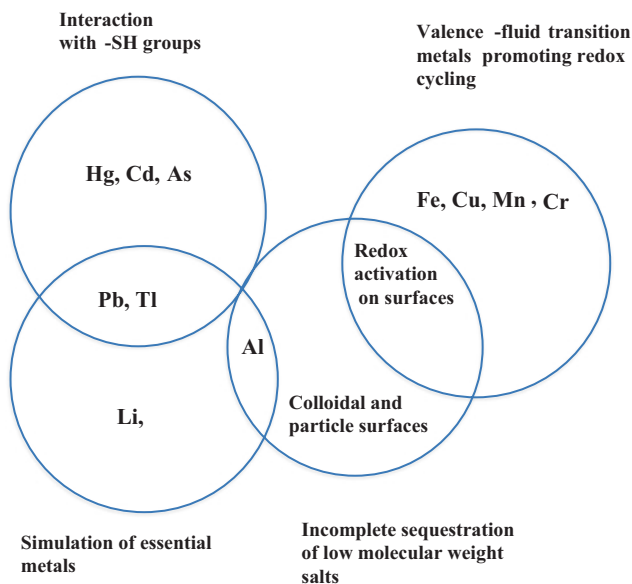 Interaction
with -SH groups
Valence -fluid transition
metals promoting redox
cycling
Hg, Cd, As
Fe, Cu, Mn , Cr
Redox
activation
on surfaces
Pb, Tl
Al
Li,
Colloidal and
particle surfaces
Simulation of essential
metals
Incomplete sequestration
of low molecular weight
salts